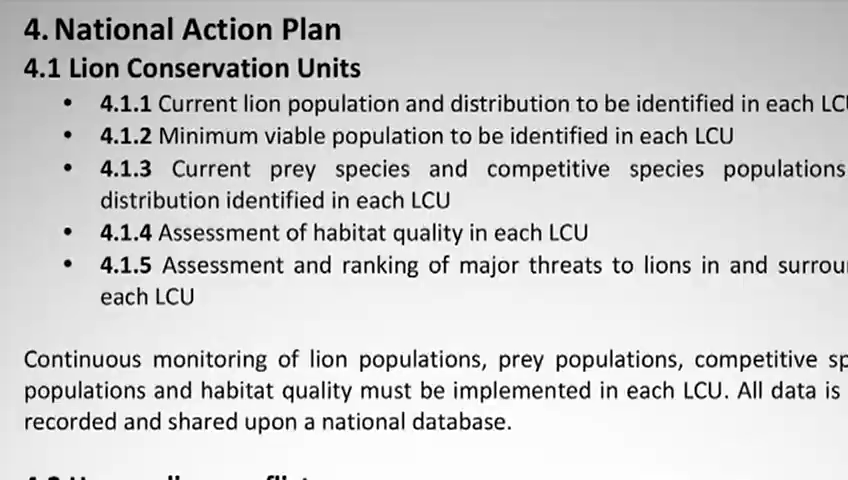 4. National Action Plan
4.1 Lion Conservation Units
• 4.1.1 Current lion population and distribution to be identified in each LCU
• 4.1.2 Minimum viable population to be identified in each LCU
• 4.1.3 Current prey species and competitive species populations
distribution identified in each LCU
• 4.1.4 Assessment of habitat quality in each LCU
• 4.1.5 Assessment and ranking of major threats to lions in and
each LCU
Continuous monitoring of lion populations, prey populations, competitive
populations and habitat quality must be implemented in each LCU. All data is
recorded and shared upon a national database.